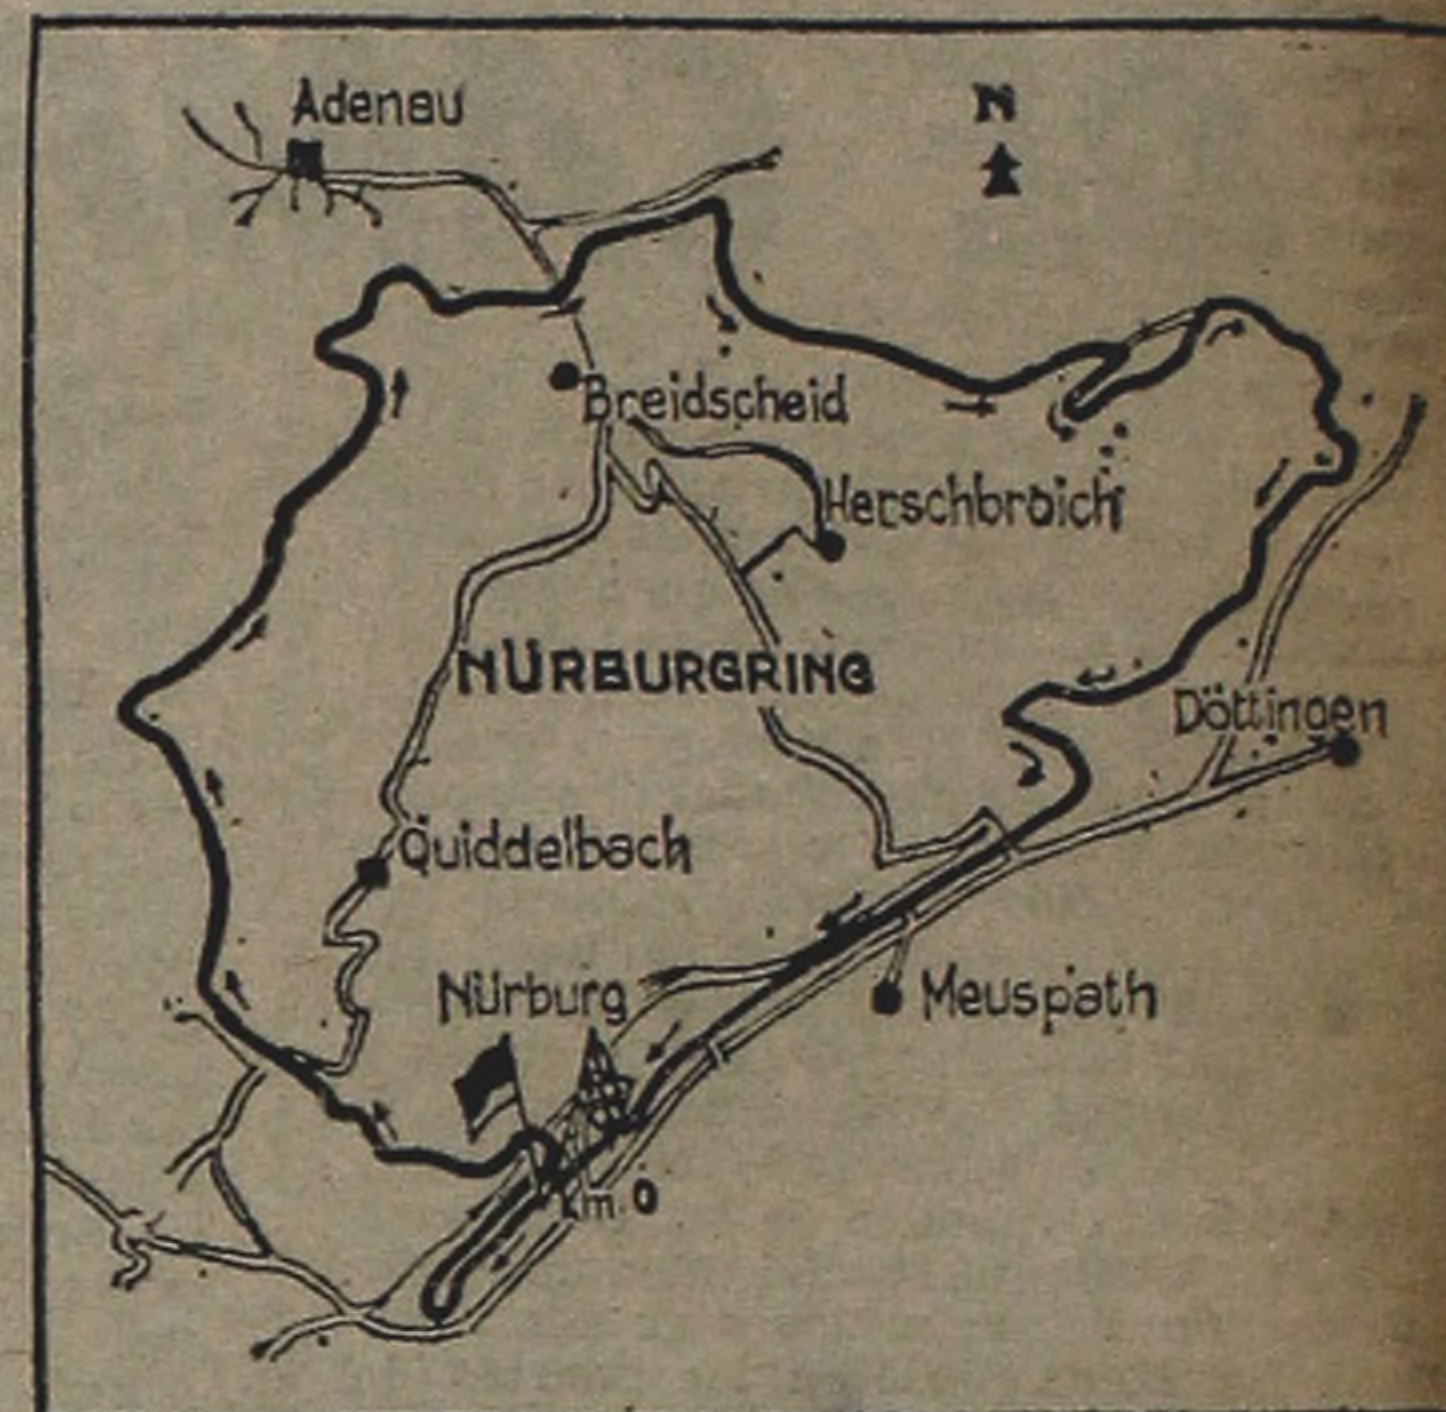 Adenau
N
Breidscheid
Herschbroich
NÜRBURGRING
Döttingen
Quiddelbach
Nürburg
Meuspath
km 0